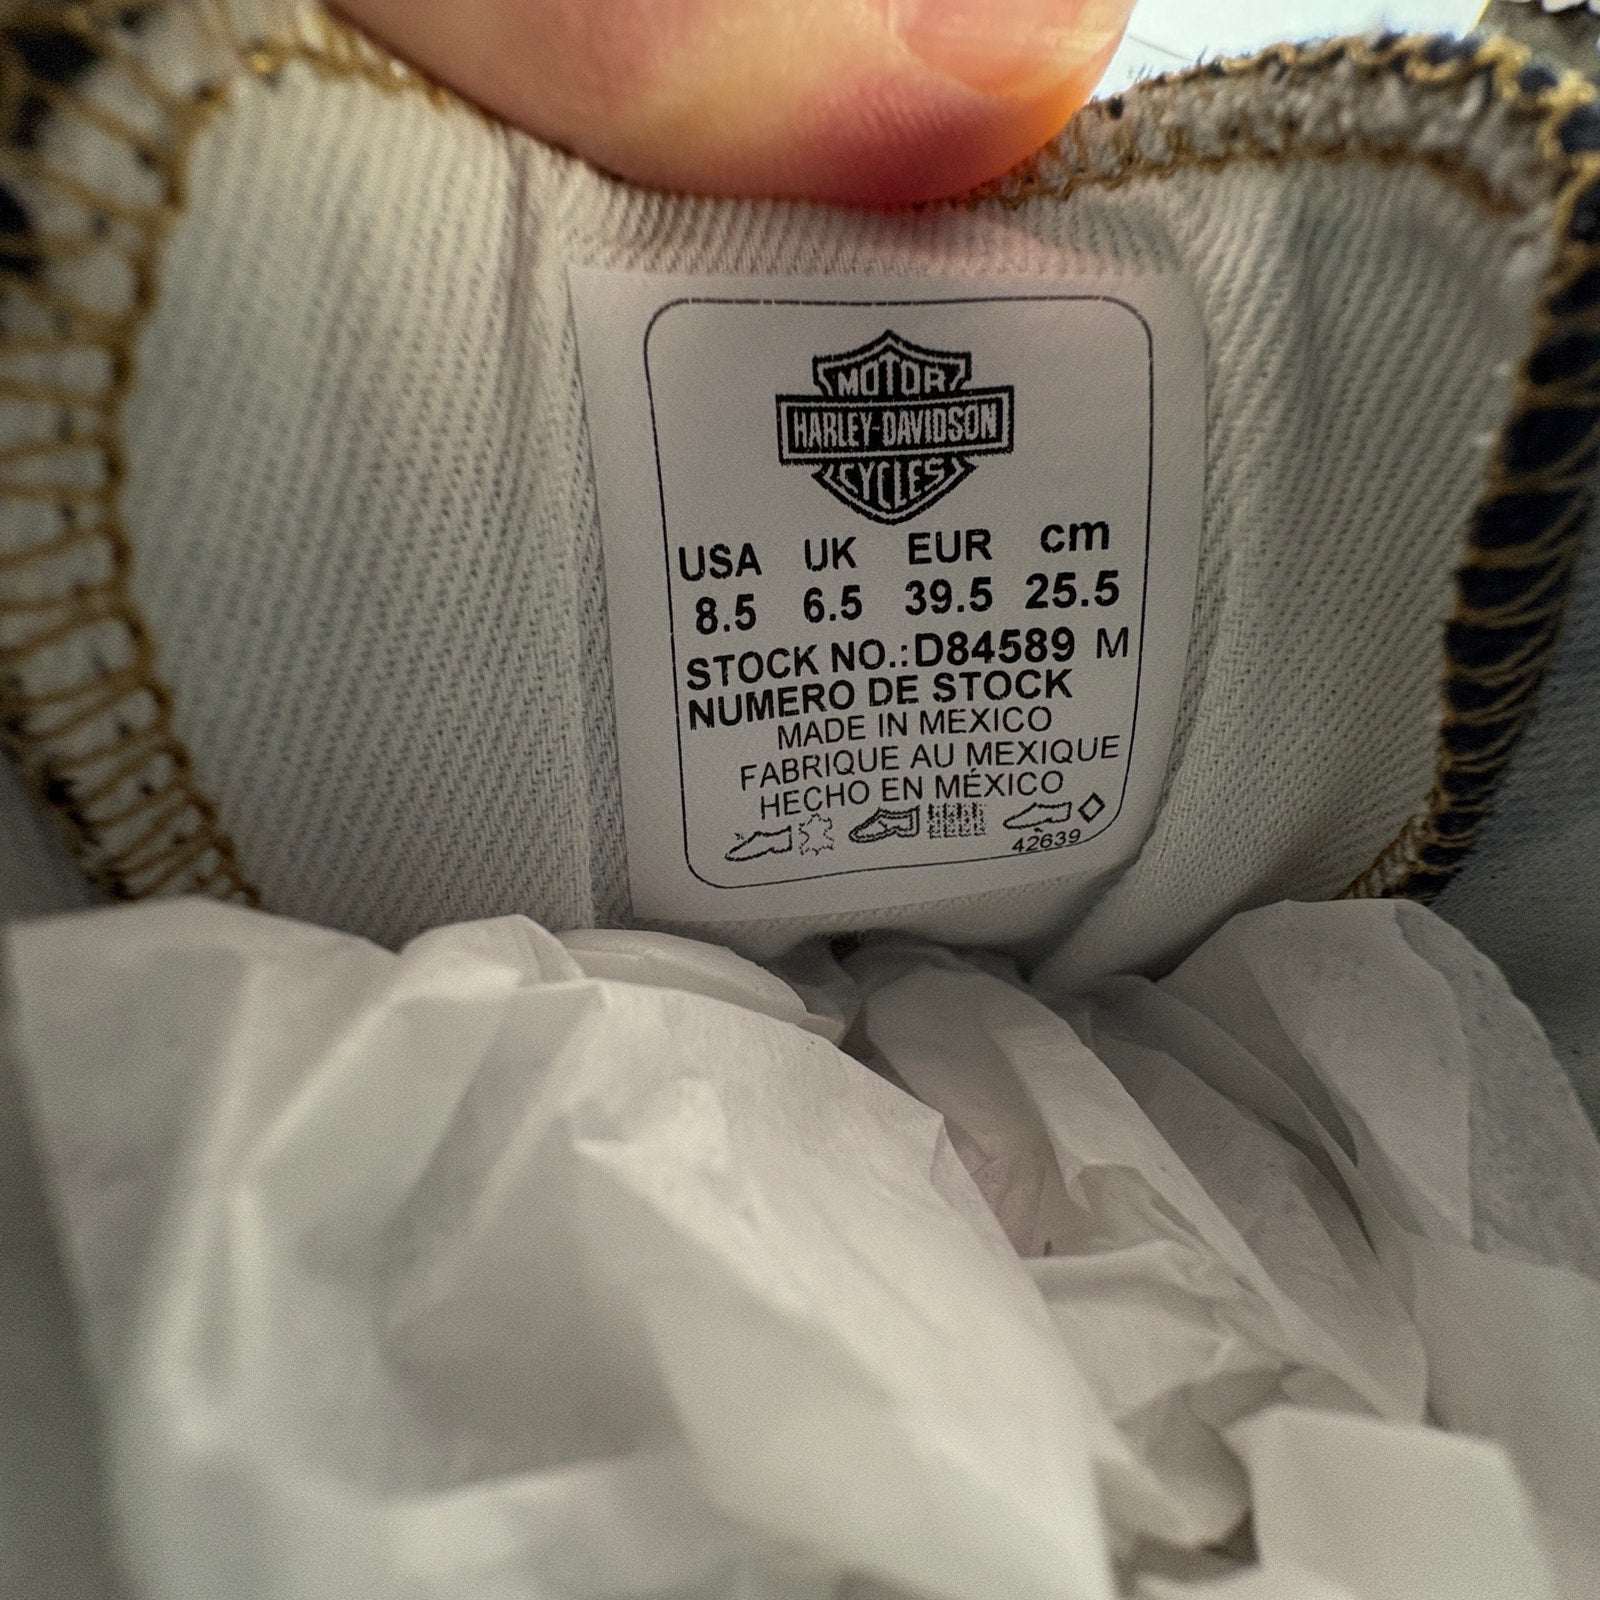 MOTOR
HARLEY-DAVIDSON
CYCLES
USA UK EUR cm
8.5 6.5 39.5 25.5
STOCK NO.:D84589 M
NUMERO DE STOCK
MADE IN MEXICO
FABRIQUE AU MEXIQUE
HECHO EN MÉXICO
42639